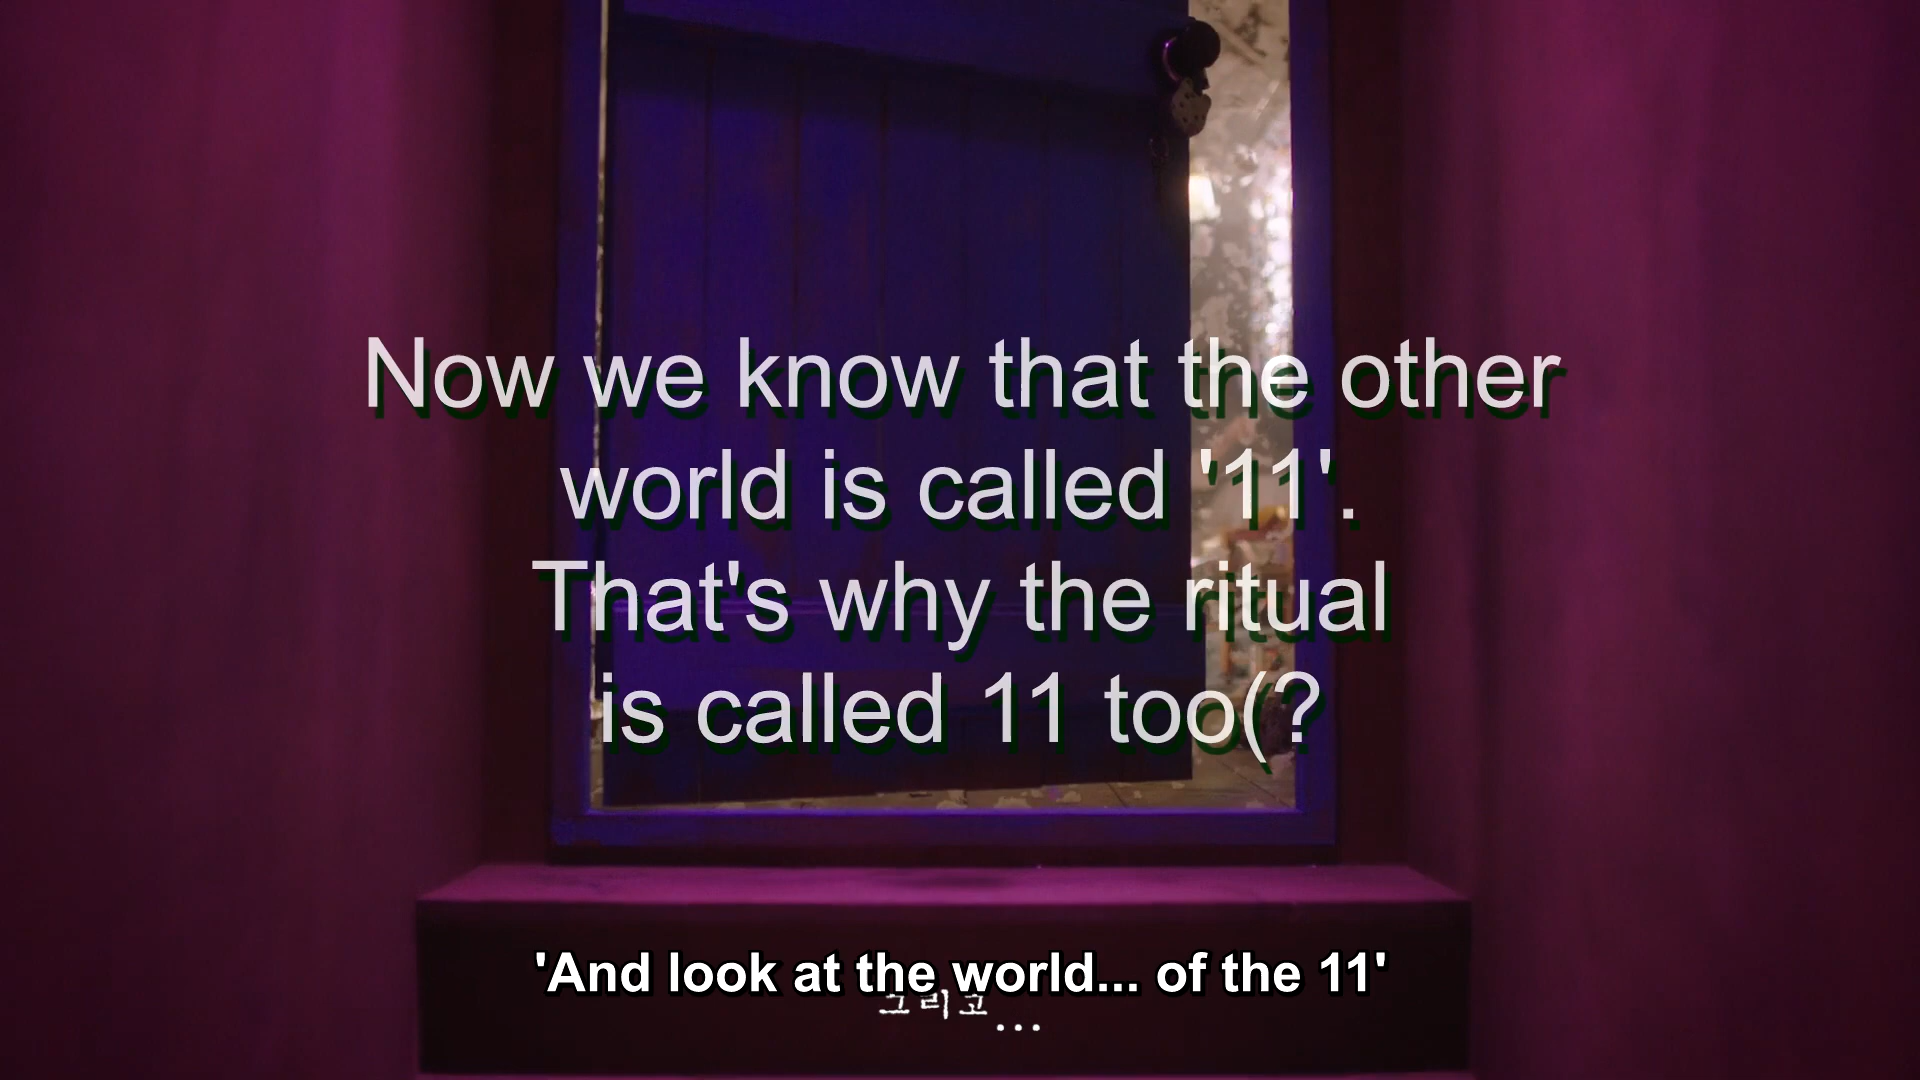 Now we know that the other
world is called '11'.
That's why the ritual
is called 11 too(?
'And look at the world... of the 11'
그리고...